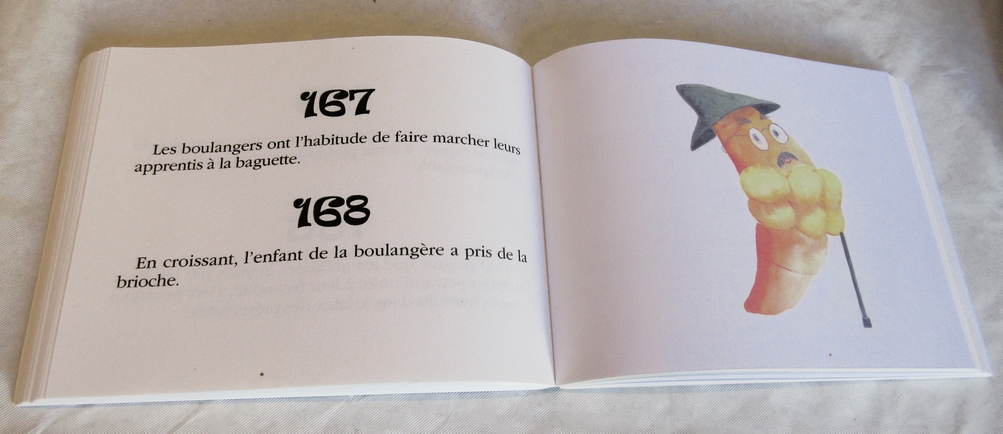 167
Les boulangers ont l'habitude de faire marcher leurs
apprentis à la baguette.
168
En croissant, l'enfant de la boulangère a pris de la
brioche.